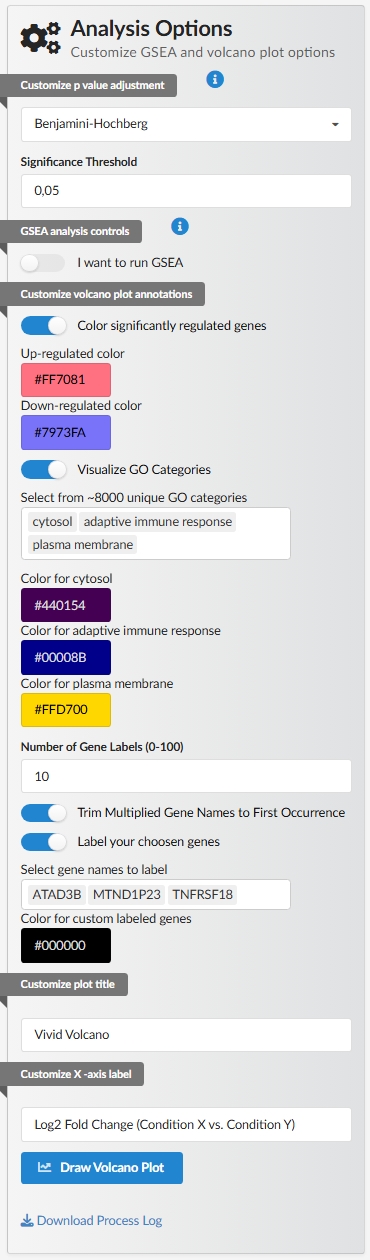 Analysis Options
Customize GSEA and volcano plot options
Customize p value adjustment
Benjamini-Hochberg
Significance Threshold
0,05
GSEA analysis controls
I want to run GSEA
Customize volcano plot annotations
Color significantly regulated genes
Up-regulated color
#FF7081
Down-regulated color
#7973FA
Visualize GO Categories
Select from ~8000 unique GO categories
cytosol adaptive immune response
plasma membrane
Color for cytosol
#440154
Color for adaptive immune response
#00008B
Color for plasma membrane
#FFD700
Number of Gene Labels (0-100)
10
Trim Multiplied Gene Names to First Occurrence
Label your choosen genes
Select gene names to label
ATAD3B MTND1P23 TNFRSF18
Color for custom labeled genes
#000000
Customize plot title
Vivid Volcano
Customize X -axis label
Log2 Fold Change (Condition X vs. Condition Y)
Draw Volcano Plot
Download Process Log